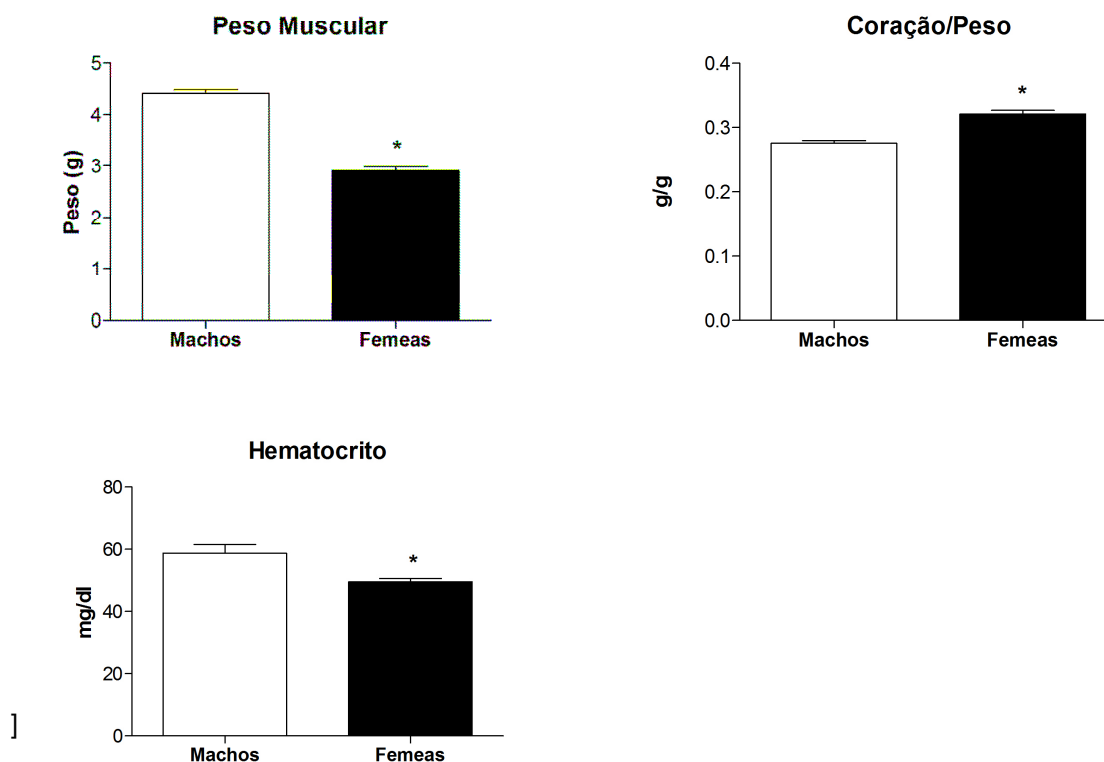 Peso Muscular
Peso (g)
5
4
3
2
1
0
*
Machos Femeas
Coração/Peso
g/g
0.4
0.3
0.2
0.1
0.0
*
Machos Femeas
Hematocrito
mg/dl
80
60
40
20
0
*
Machos Femeas
]